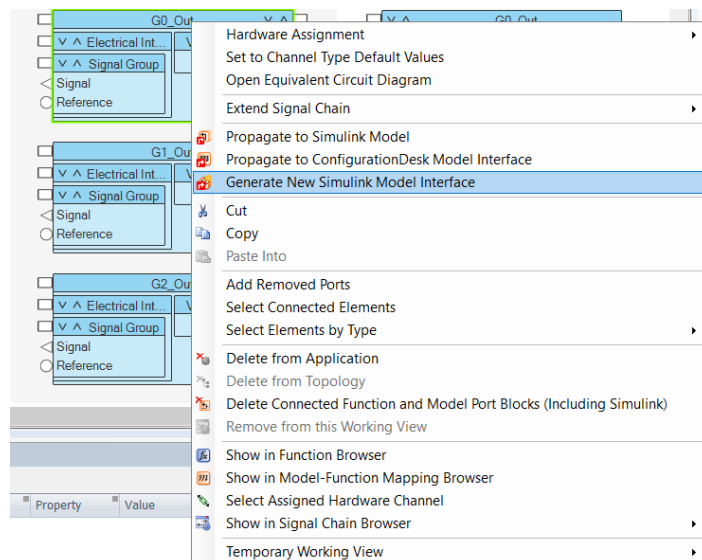 G0_Out
G0_Out
Electrical Int...
Signal Group
Signal
Reference
G1_Ou
Electrical Int...
Signal Group
Signal
Reference
G2_Ou
Electrical Int...
Signal Group
Signal
Reference
Property
Value
Hardware Assignment
Set to Channel Type Default Values
Open Equivalent Circuit Diagram
Extend Signal Chain
Propagate to Simulink Model
Propagate to ConfigurationDesk Model Interface
Generate New Simulink Model Interface
Cut
Copy
Paste Into
Add Removed Ports
Select Connected Elements
Select Elements by Type
Delete from Application
Delete from Topology
Delete Connected Function and Model Port Blocks (Including Simulink)
Remove from this Working View
Show in Function Browser
Show in Model-Function Mapping Browser
Select Assigned Hardware Channel
Show in Signal Chain Browser
Temporary Working View